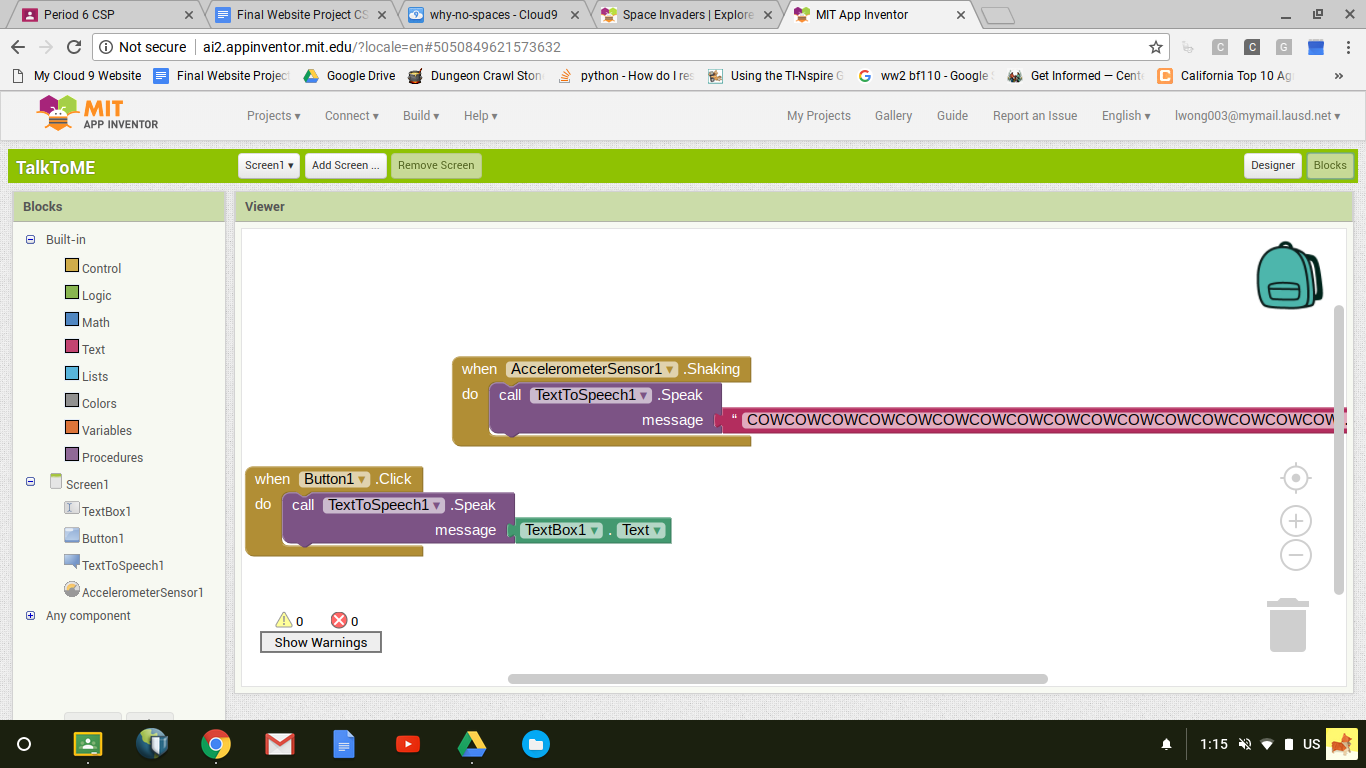 Period 6 CSP
Final Website Project CS
why-no-spaces - Cloud9
Space Invaders | Explore
MIT App Inventor
Not secure | ai2.appinventor.mit.edu/?locale=en#5050849621573632
My Cloud 9 Website
Final Website Project
Google Drive
Dungeon Crawl Ston
python - How do I re
Using the TI-Nspire
ww2 bf110 - Google
Get Informed — Cent
California Top 10 Ag
»
MIT
APP INVENTOR
Projects ▾
Connect ▾
Build ▾
Help ▾
My Projects
Gallery
Guide
Report an Issue
English ▾
lwong003@mymail.lausd.net ▾
TalkToME
Screen1 ▾
Add Screen ...
Remove Screen
Designer
Blocks
Blocks
Viewer
Built-in
Control
Logic
Math
Text
Lists
Colors
Variables
Procedures
Screen1
TextBox1
Button1
TextToSpeech1
AccelerometerSensor1
Any component
when AccelerometerSensor1 ▾ .Shaking
do call TextToSpeech1 ▾ .Speak
message “ COWCOWCOWCOWCOWCOWCOWCOWCOWCOWCOWCOWCOWCOWCOWCOW
when Button1 ▾ .Click
do call TextToSpeech1 ▾ .Speak
message TextBox1 ▾ . Text ▾
0 0
Show Warnings
1:15 US